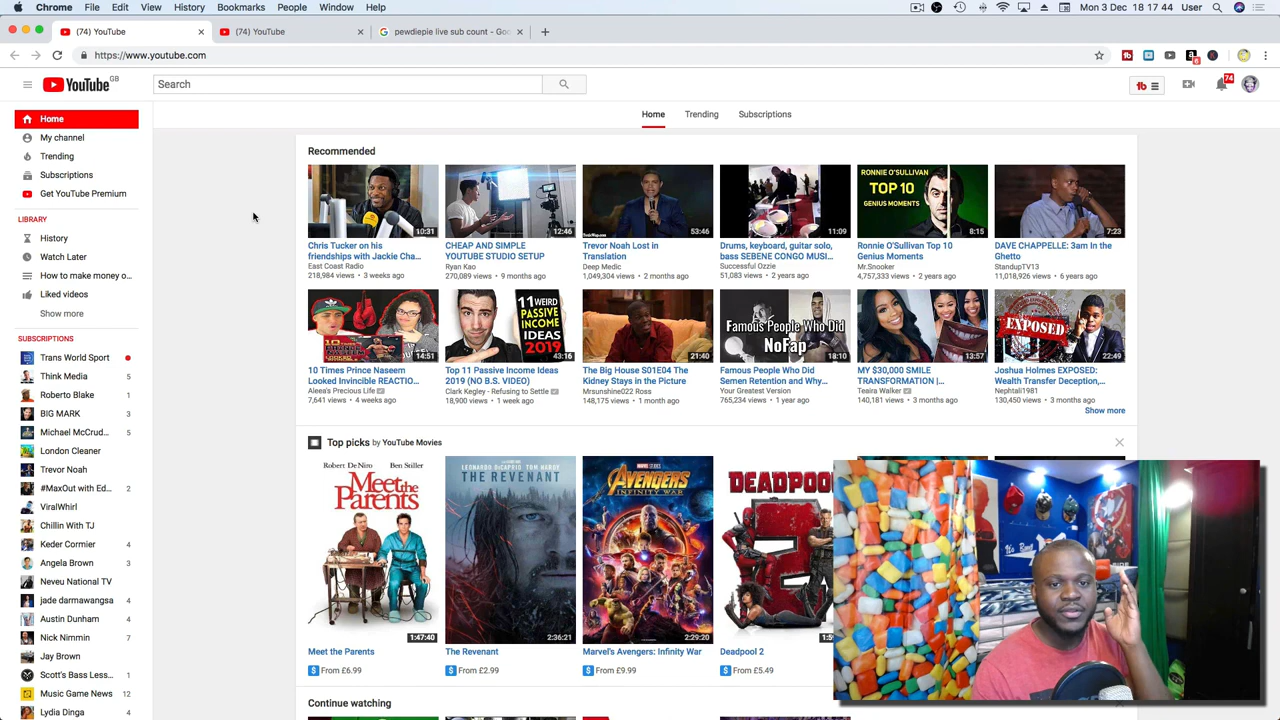 Chrome File Edit View History Bookmarks People Window Help Mon 3 Dec 18 17 44 User
(74) YouTube (74) YouTube pewdiepie live sub count - Goo
https://www.youtube.com 6
YouTube GB Search tb 74
Home Trending Subscriptions
Home
My channel
Trending
Subscriptions
Get YouTube Premium
LIBRARY
History
Watch Later
How to make money o...
Liked videos
Show more
SUBSCRIPTIONS
Trans World Sport
Think Media 5
Roberto Blake 1
BIG MARK 3
Michael McCrud... 5
London Cleaner
Trevor Noah
#MaxOut with Ed... 2
ViralWhirl
Chillin With TJ
Keder Cormier 4
Angela Brown 4
Neveu National TV
jade darmawangsa 4
Austin Dunham 4
Nick Nimmin 7
Jay Brown
Scott's Bass Less... 1
Music Game News 12
Lydia Dinga 4
Recommended
10:31
Chris Tucker on his
friendships with Jackie Cha...
East Coast Radio
218,984 views • 3 weeks ago
12:46
CHEAP AND SIMPLE
YOUTUBE STUDIO SETUP
Ryan Kao
270,089 views • 9 months ago
53:46
Trevor Noah Lost in
Translation
Deep Medic
1,049,304 views • 2 months ago
11:09
Drums, keyboard, guitar solo,
bass SEBENE CONGO MUSI...
Successful Ozzie
51,083 views • 2 years ago
RONNIE O'SULLIVAN
TOP 10
GENIUS MOMENTS
8:15
Ronnie O'Sullivan Top 10
Genius Moments
Mr.Snooker
4,757,333 views • 2 years ago
7:23
DAVE CHAPPELLE: 3am In the
Ghetto
StandupTV13
11,018,926 views • 6 years ago
14:51
10 Times Prince Naseem
Looked Invincible REACTIO...
Aleea's Precious Life
7,641 views • 4 weeks ago
11 WEIRD
PASSIVE
INCOME
IDEAS
2019
43:16
Top 11 Passive Income Ideas
2019 (NO B.S. VIDEO)
Clark Kegley - Refusing to Settle
18,900 views • 1 week ago
21:40
The Big House S01E04 The
Kidney Stays in the Picture
Mrsunshine022 Ross
148,175 views • 1 month ago
Famous People Who Did
NoFap
18:10
Famous People Who Did
Semen Retention and Why...
Your Greatest Version
765,234 views • 1 year ago
13:57
MY $30,000 SMILE
TRANSFORMATION |...
Teaira Walker
140,181 views • 3 months ago
EXPOSED
22:49
Joshua Holmes EXPOSED:
Wealth Transfer Deception,...
Nephtali1981
130,450 views • 3 months ago
Show more
Top picks by YouTube Movies
Robert De Niro Ben Stiller
Meet the
Parents
1:47:40
Meet the Parents
From £6.99
LEONARDO DICAPRIO TOM HARDY
THE REVENANT
2:36:21
The Revenant
From £2.99
MARVEL STUDIOS
AVENGERS
INFINITY WAR
2:29:20
Marvel's Avengers: Infinity War
From £9.99
DEADPOOL
Deadpool 2
From £5.49
Continue watching